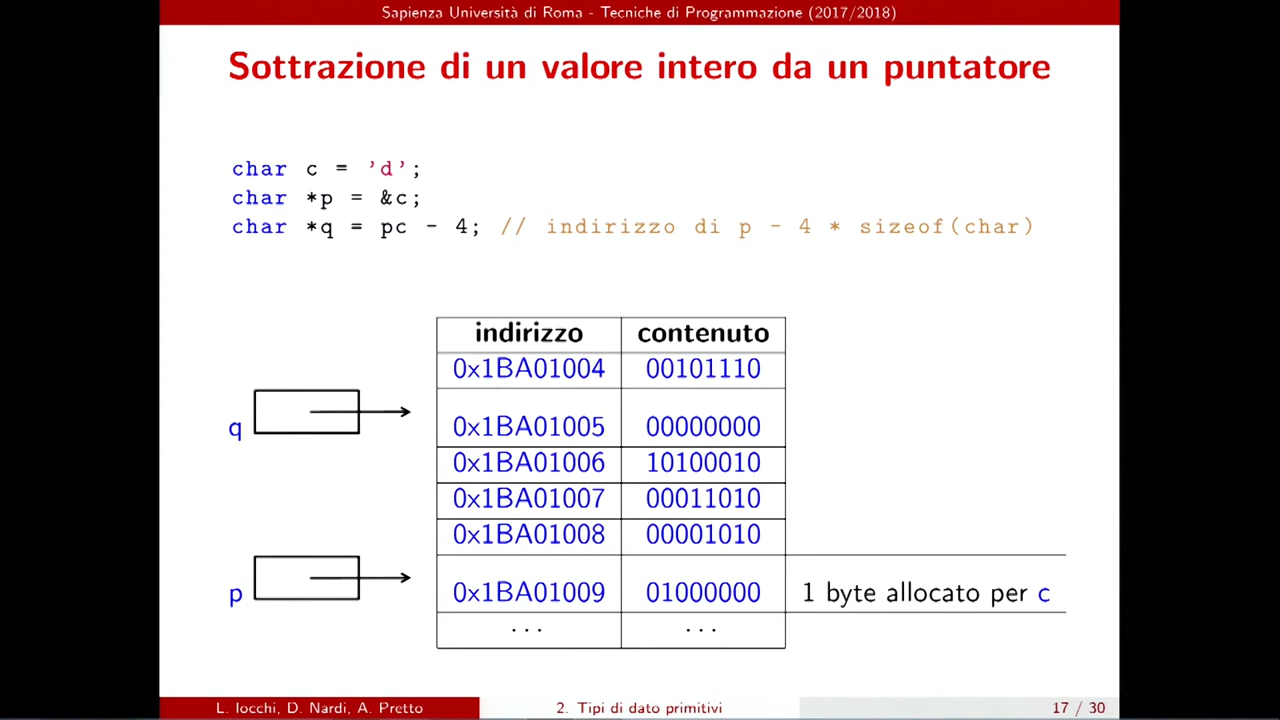 Sapienza Università di Roma - Tecniche di Programmazione (2017/2018)
Sottrazione di un valore intero da un puntatore
char c = 'd';
char *p = &c;
char *q = pc - 4; // indirizzo di p - 4 * sizeof(char)
indirizzo contenuto
0x1BA01004 00101110
q 0x1BA01005 00000000
0x1BA01006 10100010
0x1BA01007 00011010
0x1BA01008 00001010
p 0x1BA01009 01000000 1 byte allocato per c
... ...
L. Iocchi, D. Nardi, A. Pretto 2. Tipi di dato primitivi 17 / 30